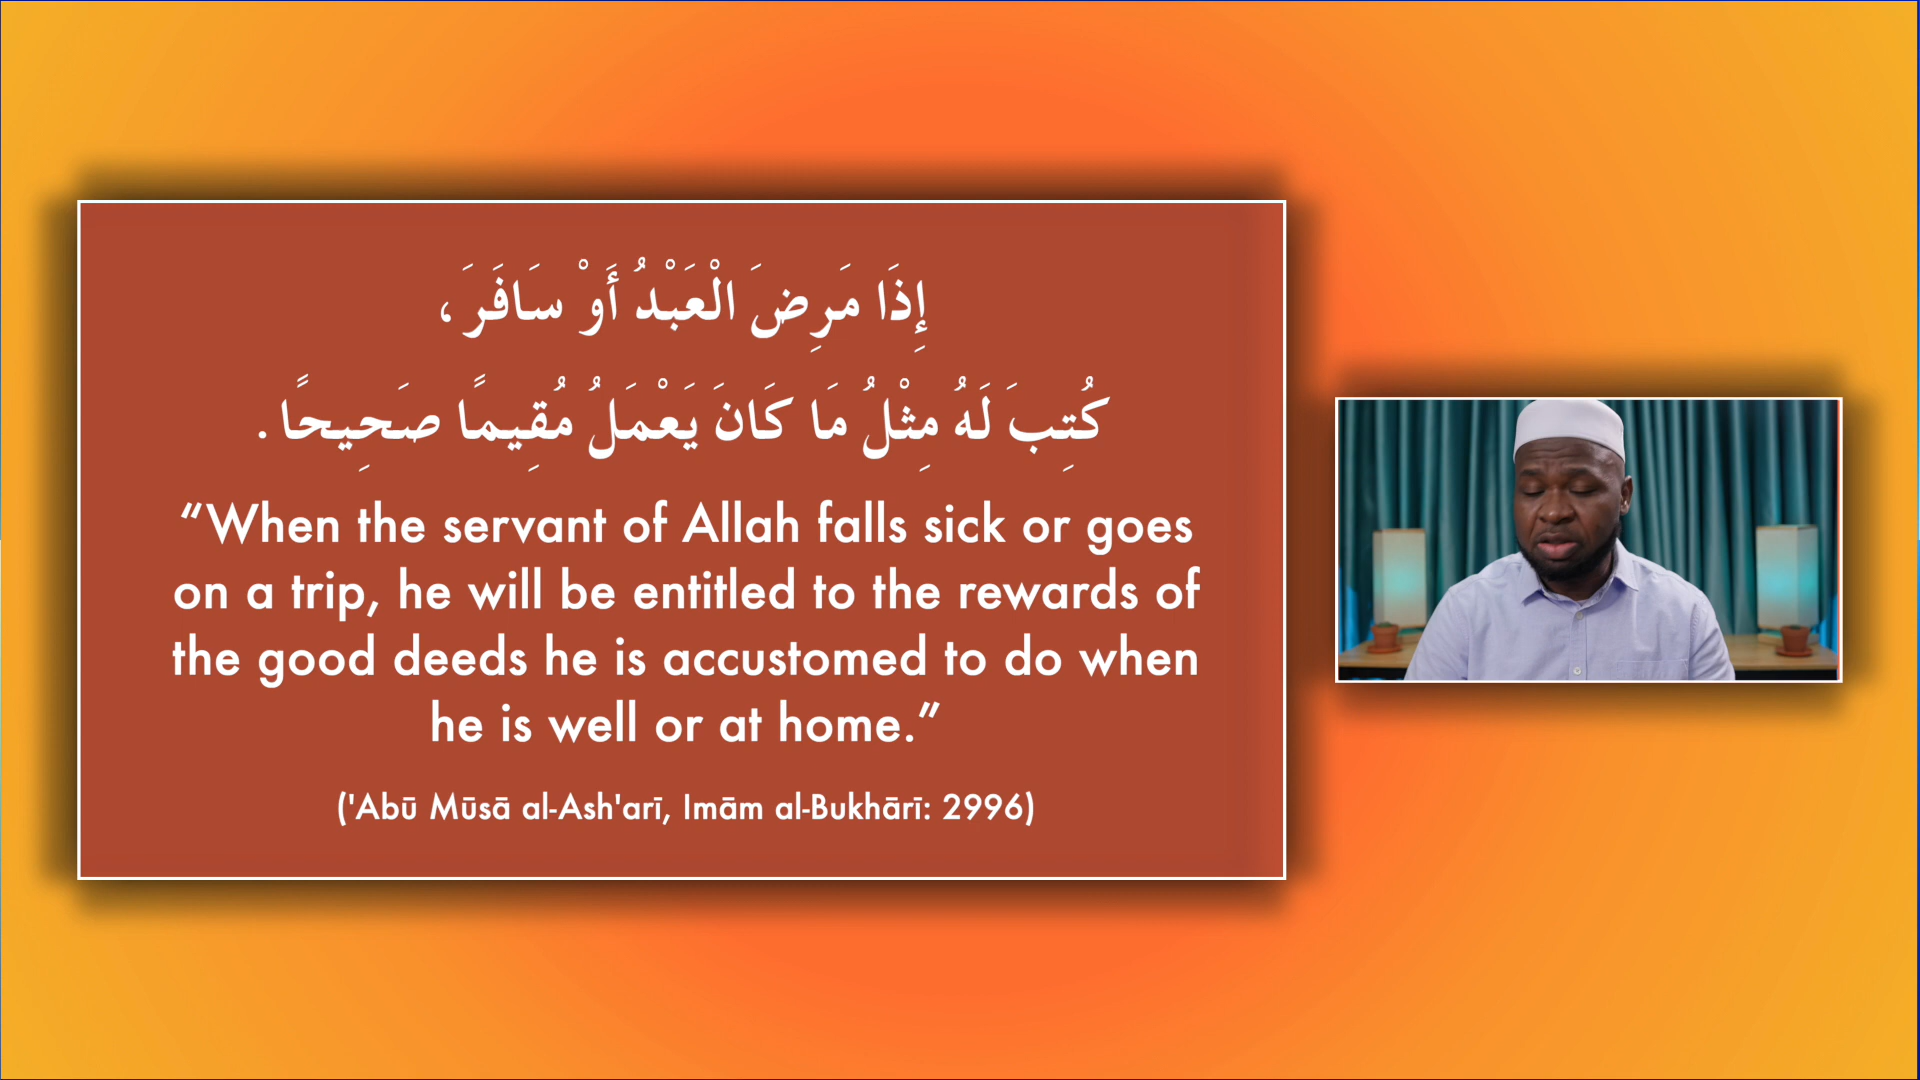 إِذَا مَرِضَ الْعَبْدُ أَوْ سَافَرَ،
كُتِبَ لَهُ مِثْلُ مَا كَانَ يَعْمَلُ مُقِيمًا صَحِيحًا.
“When the servant of Allah falls sick or goes
on a trip, he will be entitled to the rewards of
the good deeds he is accustomed to do when
he is well or at home.”
('Abū Mūsā al-Ash'arī, Imām al-Bukhārī: 2996)